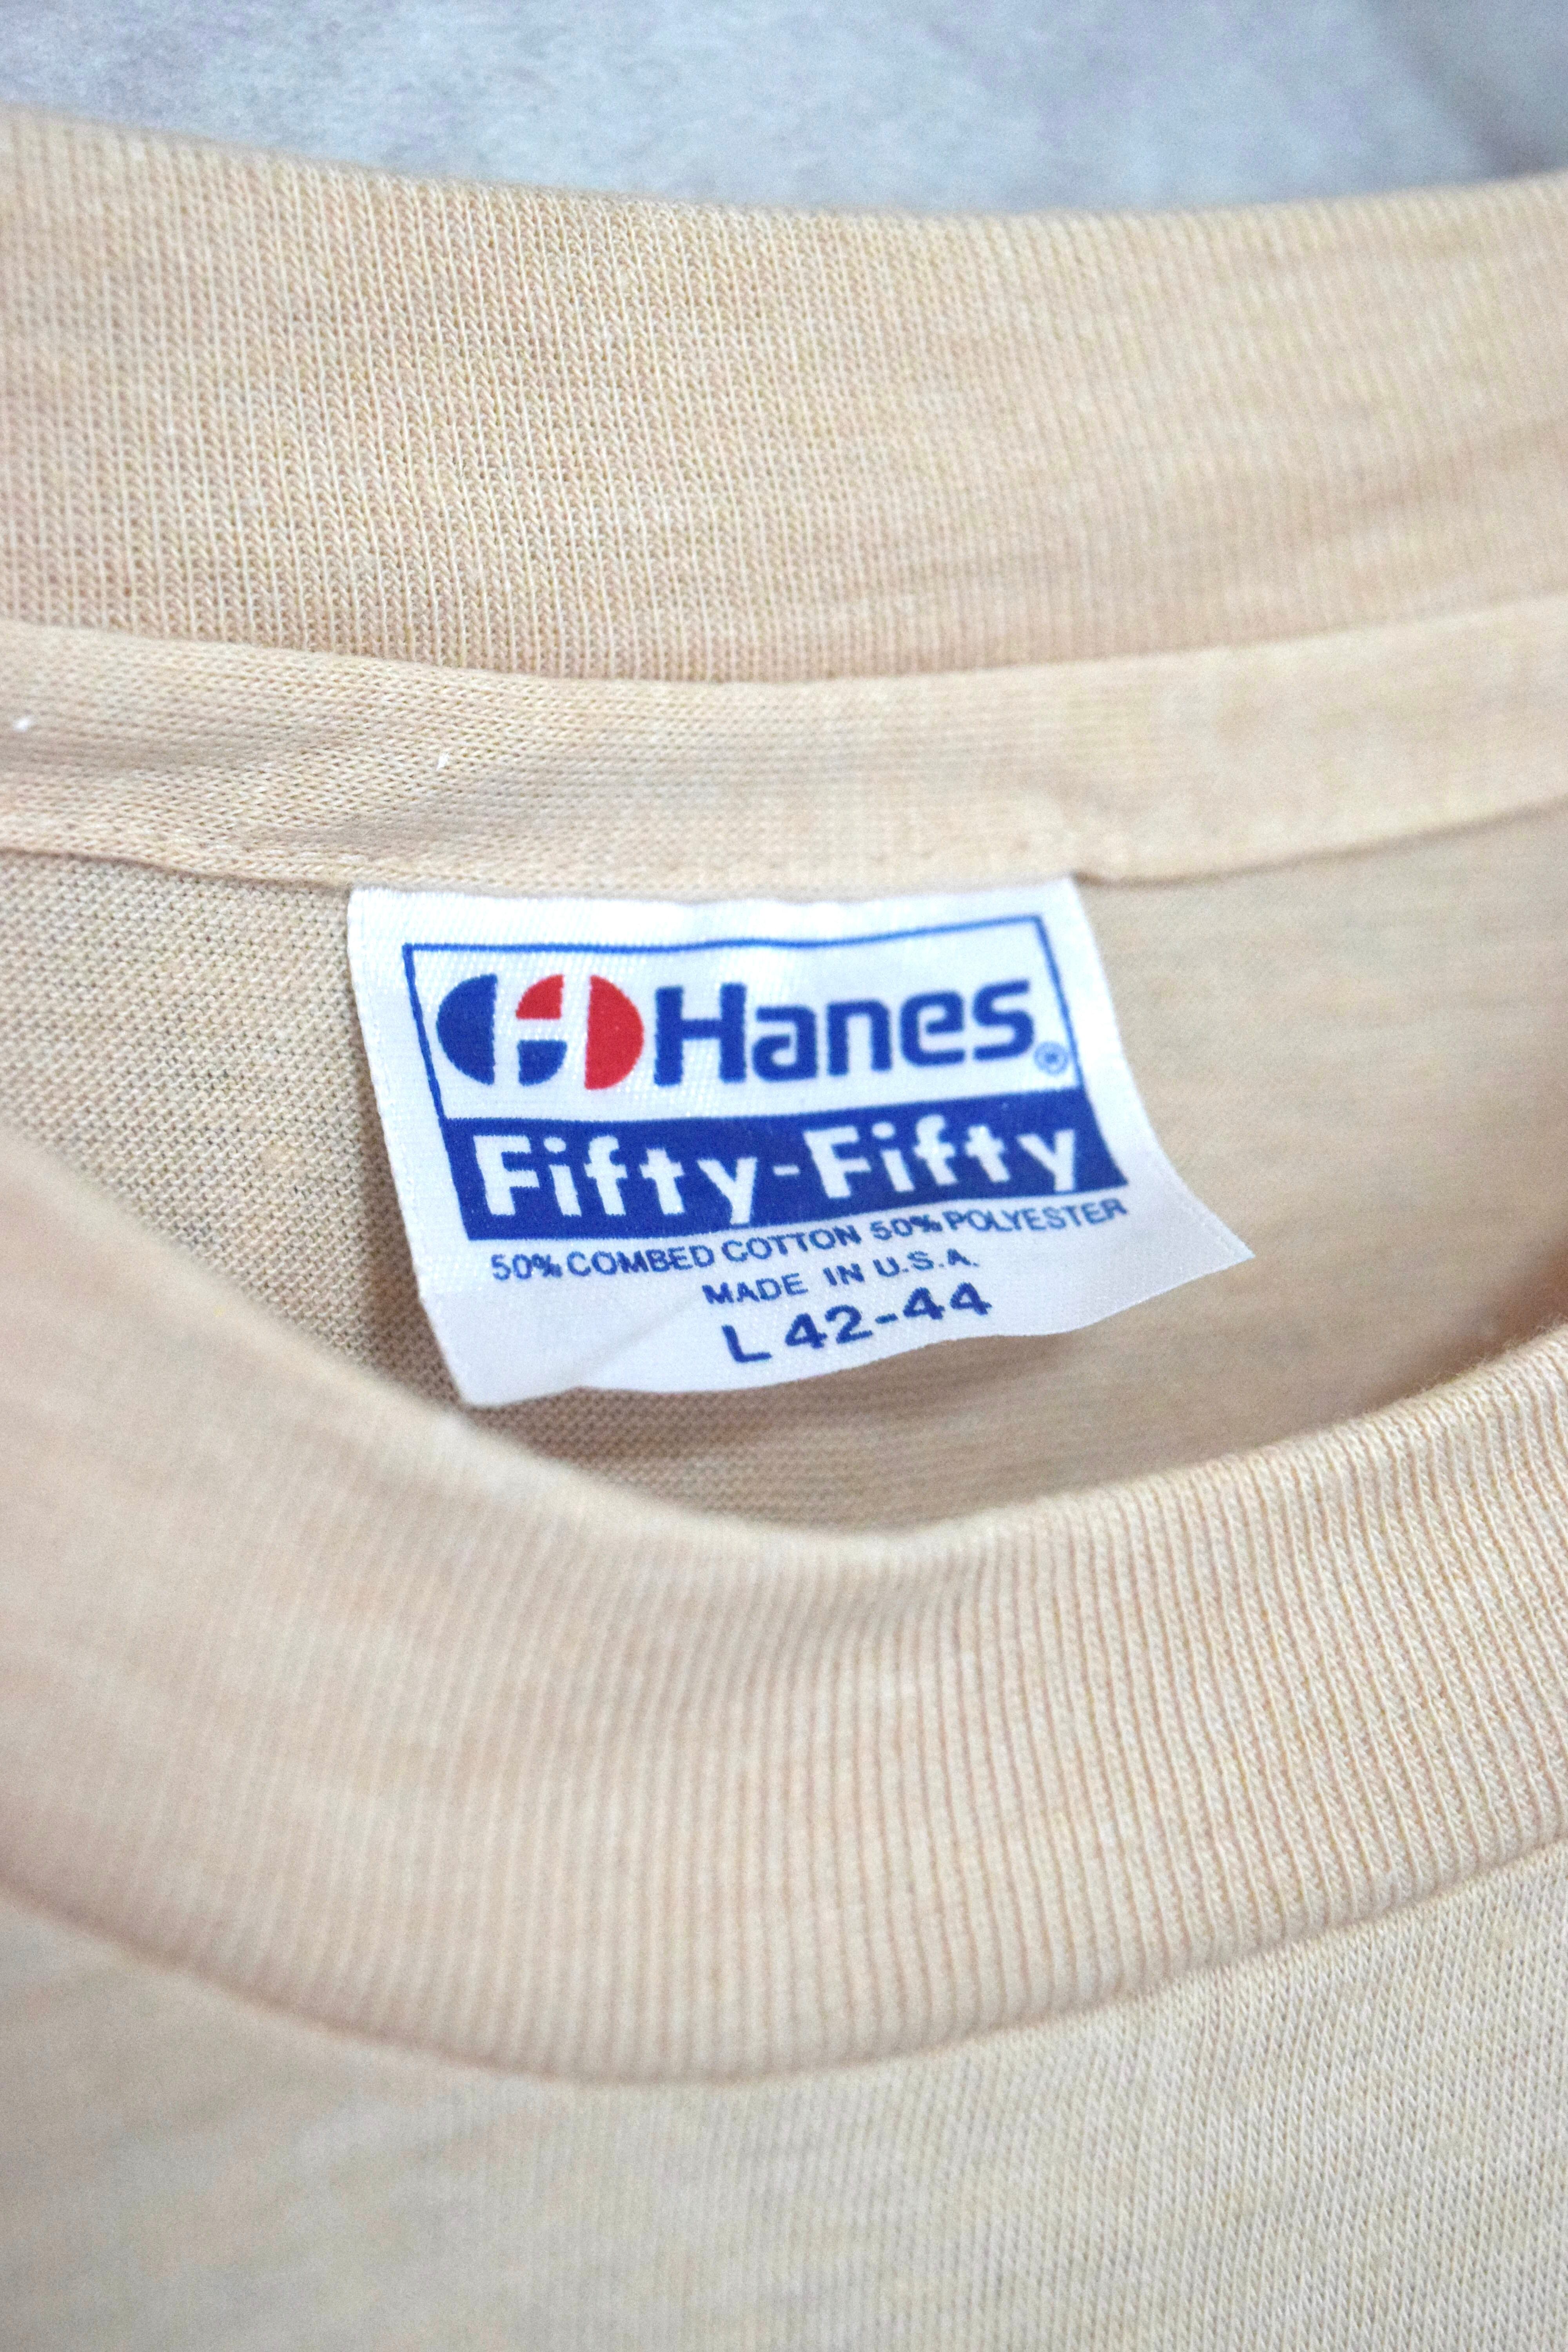 Hanes®
Fifty-Fifty
50% COMBED COTTON 50% POLYESTER
MADE IN U.S.A.
L 42-44